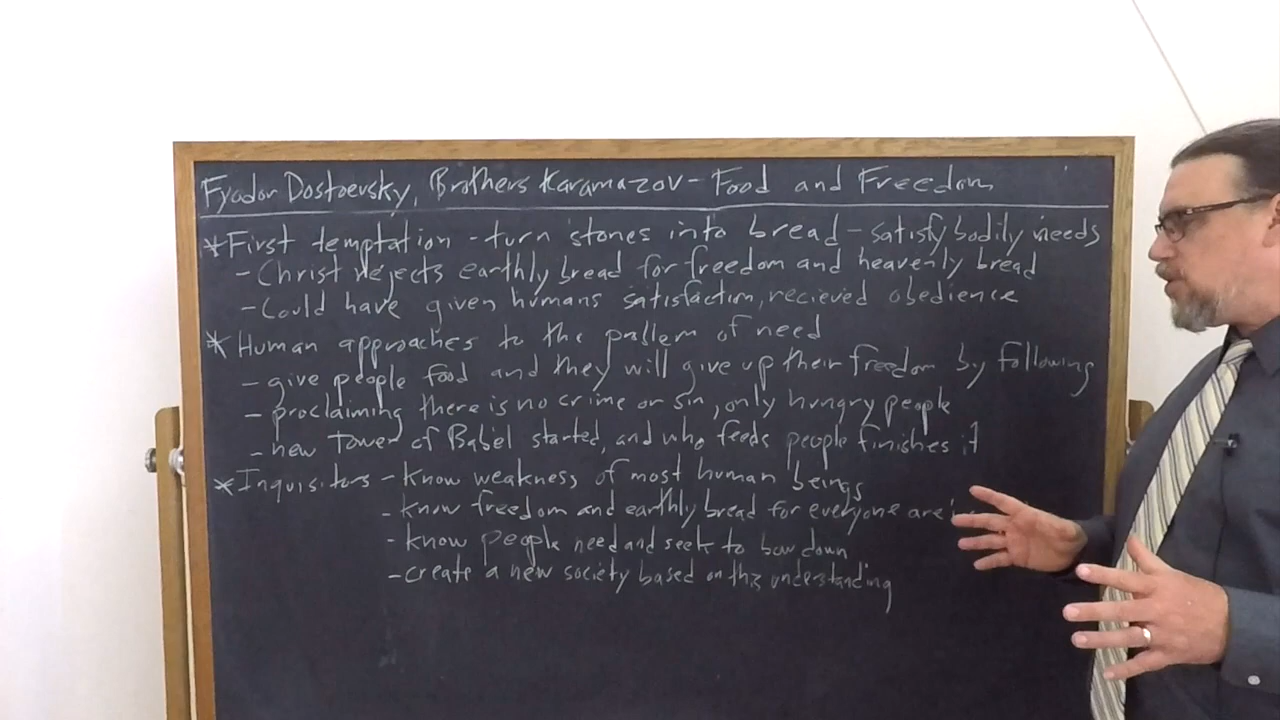 Fyodor Dostoevsky, Brothers Karamazov - Food and Freedom
*First temptation - turn stones into bread - satisfy bodily needs
- Christ rejects earthly bread for freedom and heavenly bread
- Could have given humans satisfaction, recieved obedience
*Human approaches to the problem of need
- give people food and they will give up their freedom by following
- proclaiming there is no crime or sin, only hungry people
- new Tower of Babel started, and who feeds people finishes it
*Inquisitors - know weakness of most human beings
- know freedom and earthly bread for everyone are
- know people need and seek to bow down
- create a new society based on this understanding